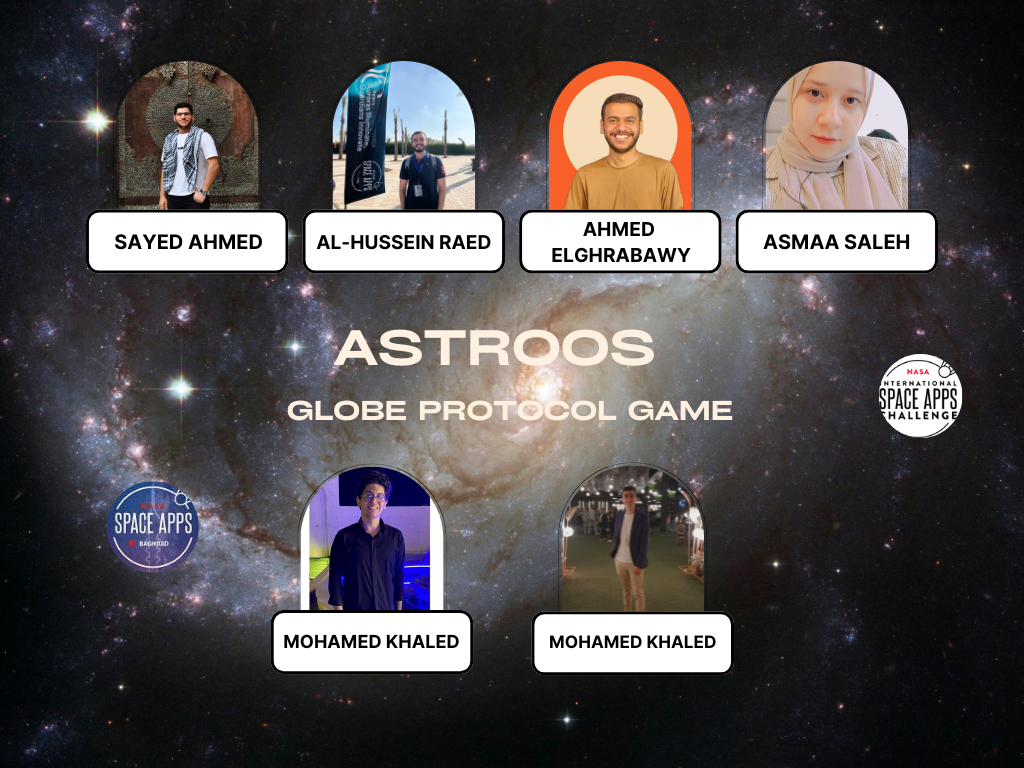 SAYED AHMED
AL-HUSSEIN RAED
AHMED
ELGHRABAWY
ASMAA SALEH
ASTROOS
GLOBE PROTOCOL GAME
NASA
INTERNATIONAL
SPACE APPS
CHALLENGE
NASA
SPACE APPS
BAGHDAD
MOHAMED KHALED
MOHAMED KHALED